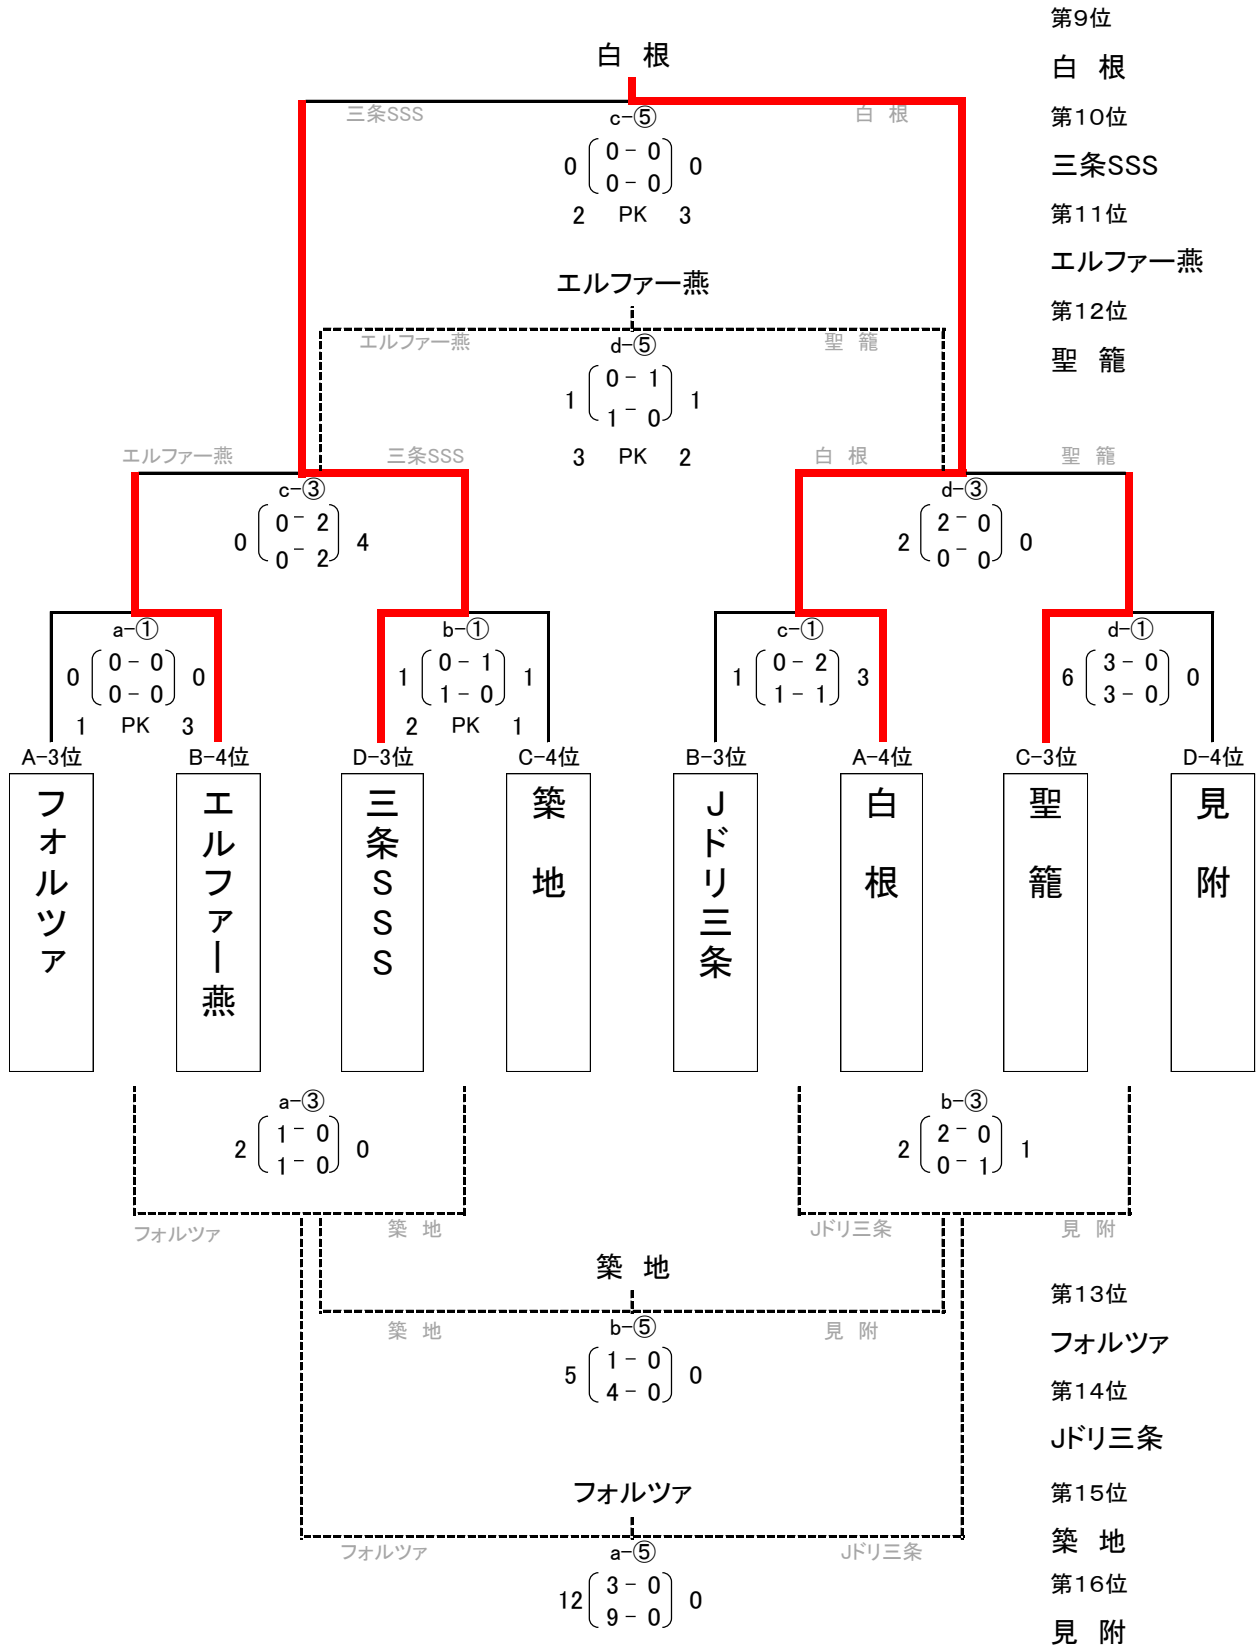 第9位
白 根
白 根
三条SSS 白 根
第10位
c-⑤
0 0 - 0 0
0 - 0
三条SSS
2 PK 3
第11位
エルファー燕
エルファー燕
第12位
エルファー燕 聖 籠
d-⑤
聖 籠
1 0 - 1 1
1 - 0
3 PK 2
エルファー燕 三条SSS 白 根 聖 籠
c-③ d-③
0 0 - 2 4 2 2 - 0 0
0 - 2 0 - 0
a-① b-① c-① d-①
0 0 - 0 0 1 0 - 1 1 1 0 - 2 3 6 3 - 0 0
0 - 0 1 - 0 1 - 1 3 - 0
1 PK 3 2 PK 1
A-3位 B-4位 D-3位 C-4位 B-3位 A-4位 C-3位 D-4位
フォルツァ
エルファー燕
三条SSS
築 地
Jドリ三条
白 根
聖 籠
見 附
a-③ b-③
2 1 - 0 0 2 2 - 0 1
1 - 0 0 - 1
フォルツァ 築 地 Jドリ三条 見 附
築 地
第13位
築 地 見 附
b-⑤
フォルツァ
5 1 - 0 0
4 - 0
第14位
Jドリ三条
フォルツァ
第15位
フォルツァ Jドリ三条
a-⑤
築 地
第16位
12 3 - 0 0
9 - 0
見 附